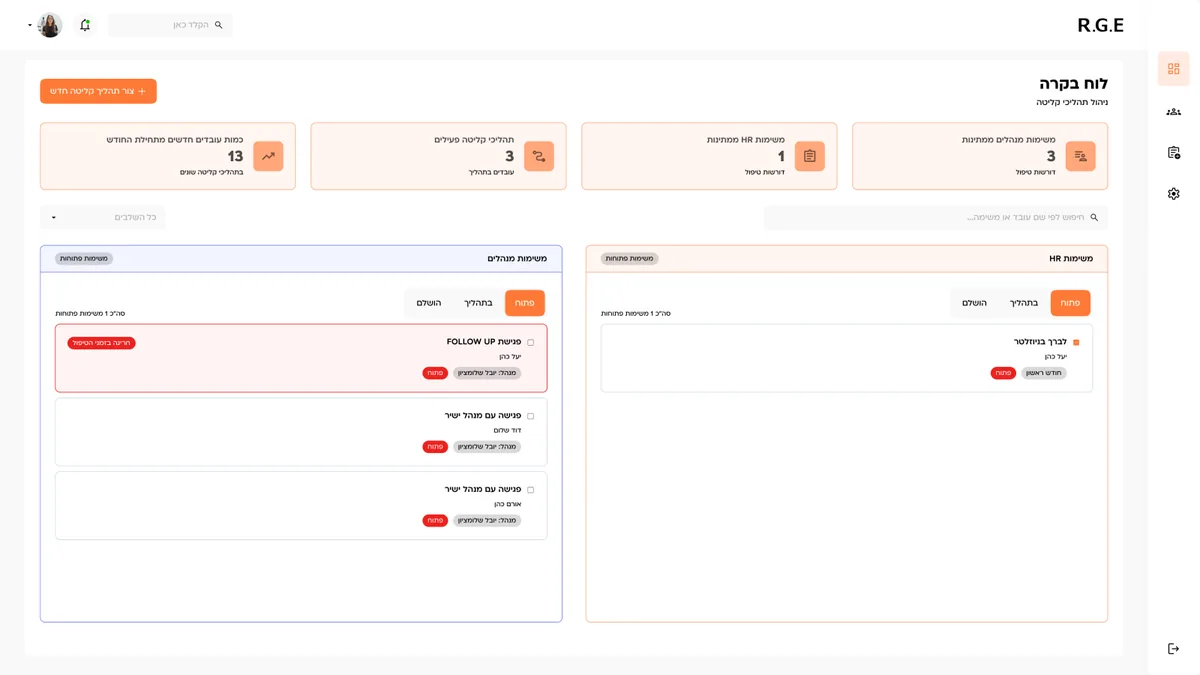 R.G.E
הקלד כאן
לוח בקרה
ניהול תהליכי קליטה
צור תהליך קליטה חדש +
משימות מנהלים ממתינות
3
דורשות טיפול
משימות HR ממתינות
1
דורשות טיפול
תהליכי קליטה פעילים
3
עובדים בתהליך
כמות עובדים חדשים מתחילת החודש
13
בתהליכי קליטה שונים
חיפוש לפי שם עובד או משימה...
כל השלבים
משימות HR
משימות פתוחות
פתוח
בתהליך
הושלם
סה"כ 1 משימות פתוחות
לברך בניוזלטר
יעל כהן
חודש ראשון
פתוח
משימות מנהלים
משימות פתוחות
פתוח
בתהליך
הושלם
סה"כ 1 משימות פתוחות
פגישת FOLLOW UP
חריגה בזמני הטיפול
יעל כהן
מנהל: יובל שלומציון
פתוח
פגישה עם מנהל ישיר
דוד שלום
מנהל: יובל שלומציון
פתוח
פגישה עם מנהל ישיר
אורם כהן
מנהל: יובל שלומציון
פתוח